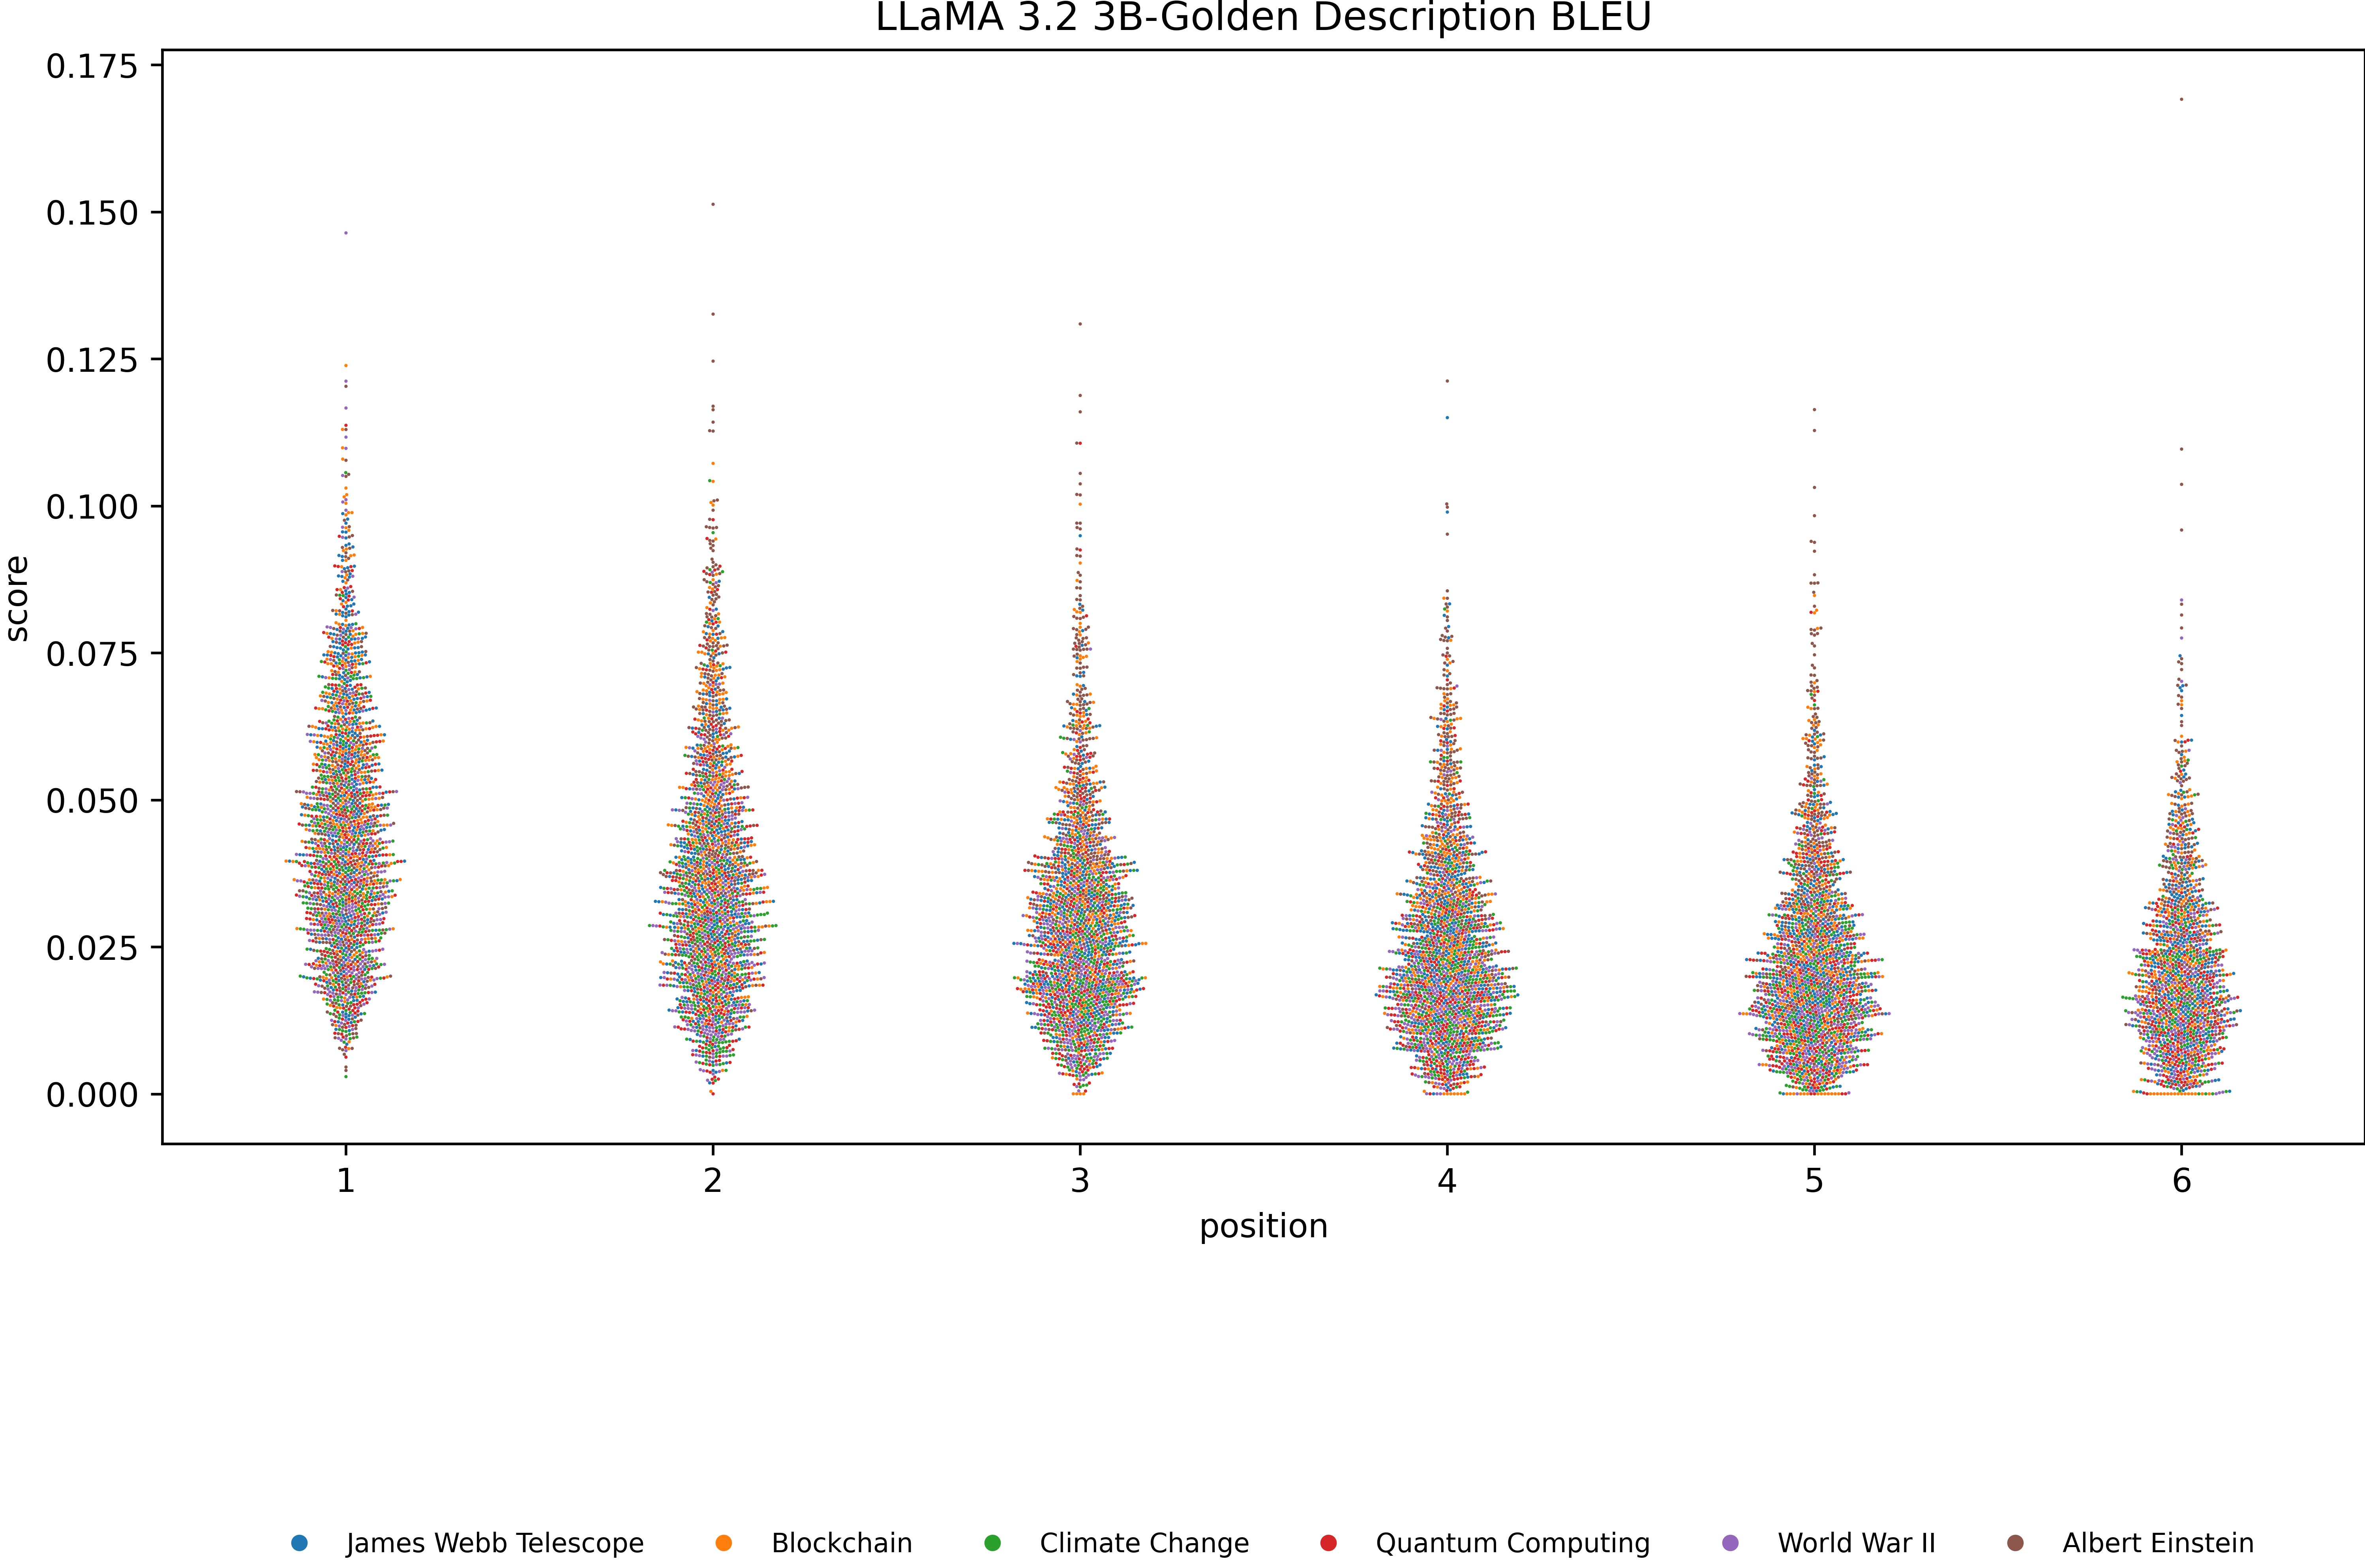 LLaMA 3.2 3B-Golden Description BLEU
0.175
0.150
0.125
0.100
0.075
0.050
0.025
0.000
score
1 2 3 4 5 6
position
James Webb Telescope Blockchain Climate Change Quantum Computing World War II Albert Einstein